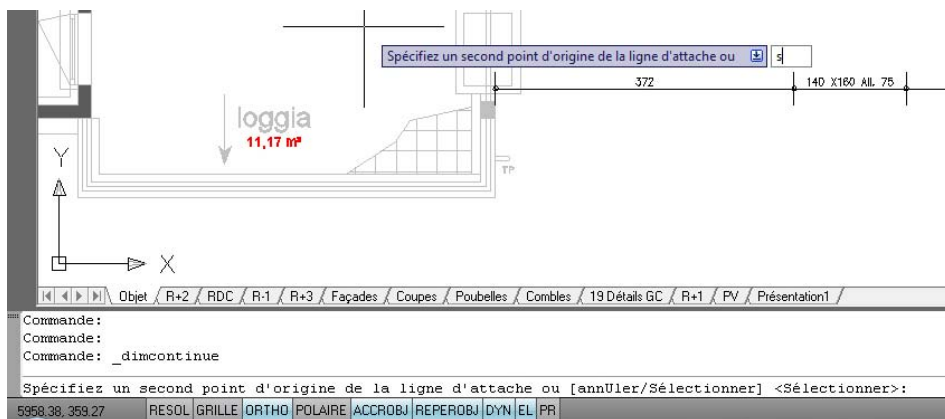 Spécifiez un second point d'origine de la ligne d'attache ou s
372 140 X160 All. 75
loggia
11,17 m²
Y
TP
X
Objet R+2 RDC R-1 R+3 Façades Coupes Poubelles Combles 19 Détails GC R+1 PV Présentation1
Commande:
Commande:
Commande: _dimcontinue
Spécifiez un second point d'origine de la ligne d'attache ou [annUler/Sélectionner] <Sélectionner>:
5958.38, 359.27 RESOL GRILLE ORTHO POLAIRE ACCROBJ REPEROBJ DYN EL PR